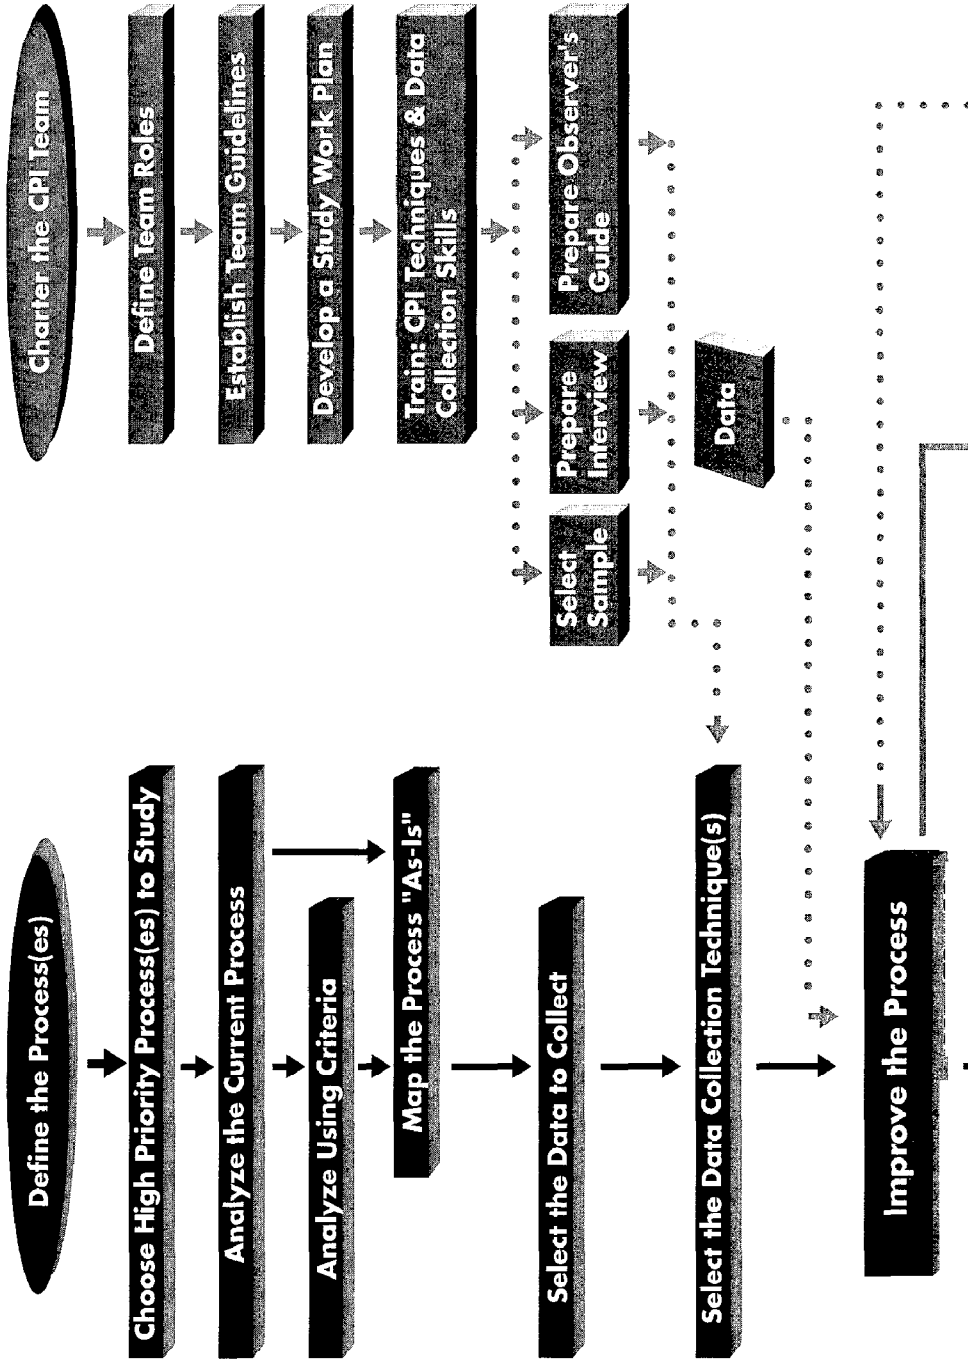 Define the Process(es)
Choose High Priority Process(es) to Study
Analyze the Current Process
Analyze Using Criteria
Map the Process "As-Is"
Select the Data to Collect
Select the Data Collection Technique(s)
Improve the Process
Charter the CPI Team
Define Team Roles
Establish Team Guidelines
Develop a Study Work Plan
Train: CPI Techniques & Data
Collection Skills
Select
Sample
Prepare
Interview
Prepare Observer's
Guide
Data